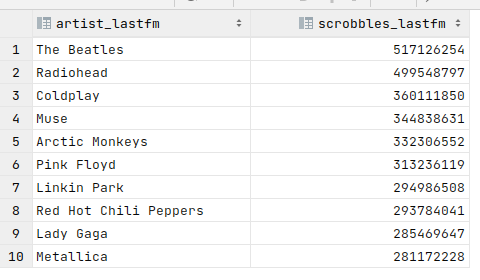 artist_lastfm scrobbles_lastfm
1 The Beatles 517126254
2 Radiohead 499548797
3 Coldplay 360111850
4 Muse 344838631
5 Arctic Monkeys 332306552
6 Pink Floyd 313236119
7 Linkin Park 294986508
8 Red Hot Chili Peppers 293784041
9 Lady Gaga 285469647
10 Metallica 281172228